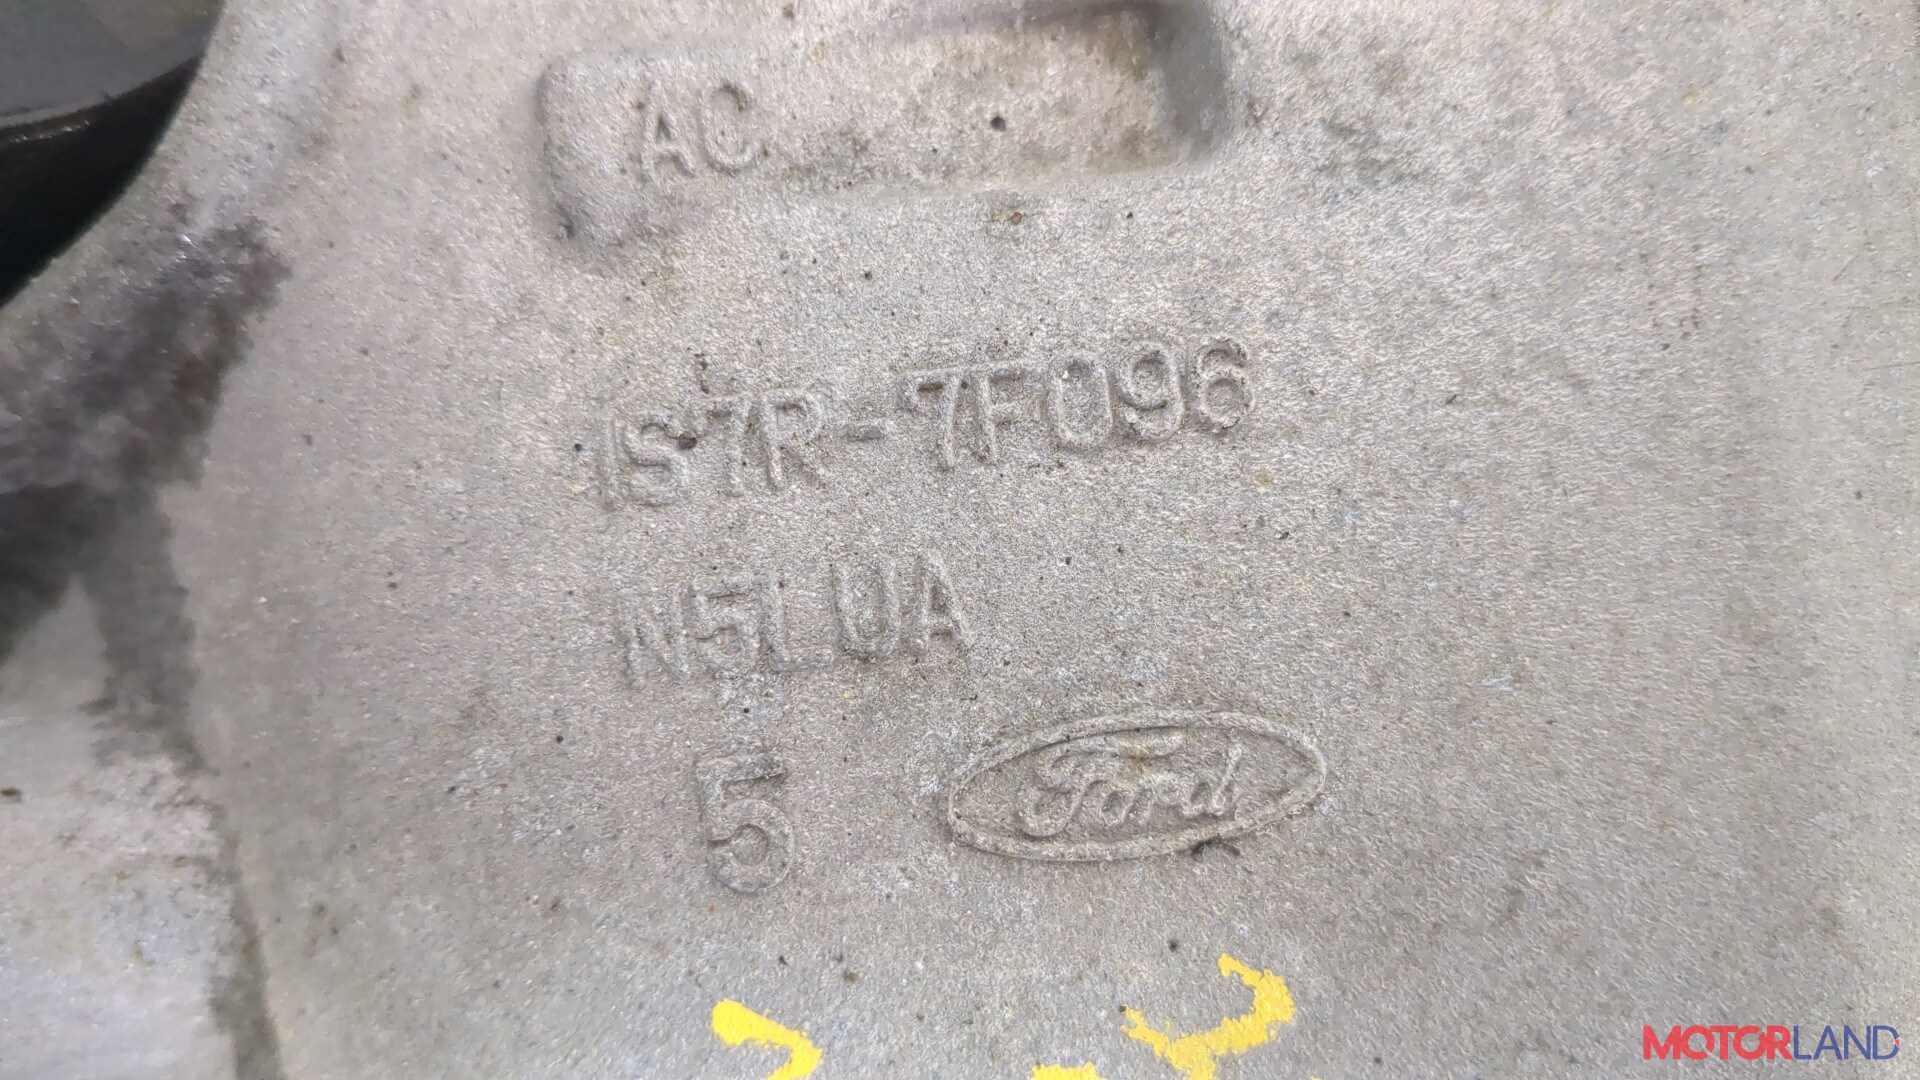 AC
1S7R-7F096
N5LUA
5
Ford
MOTORLAND